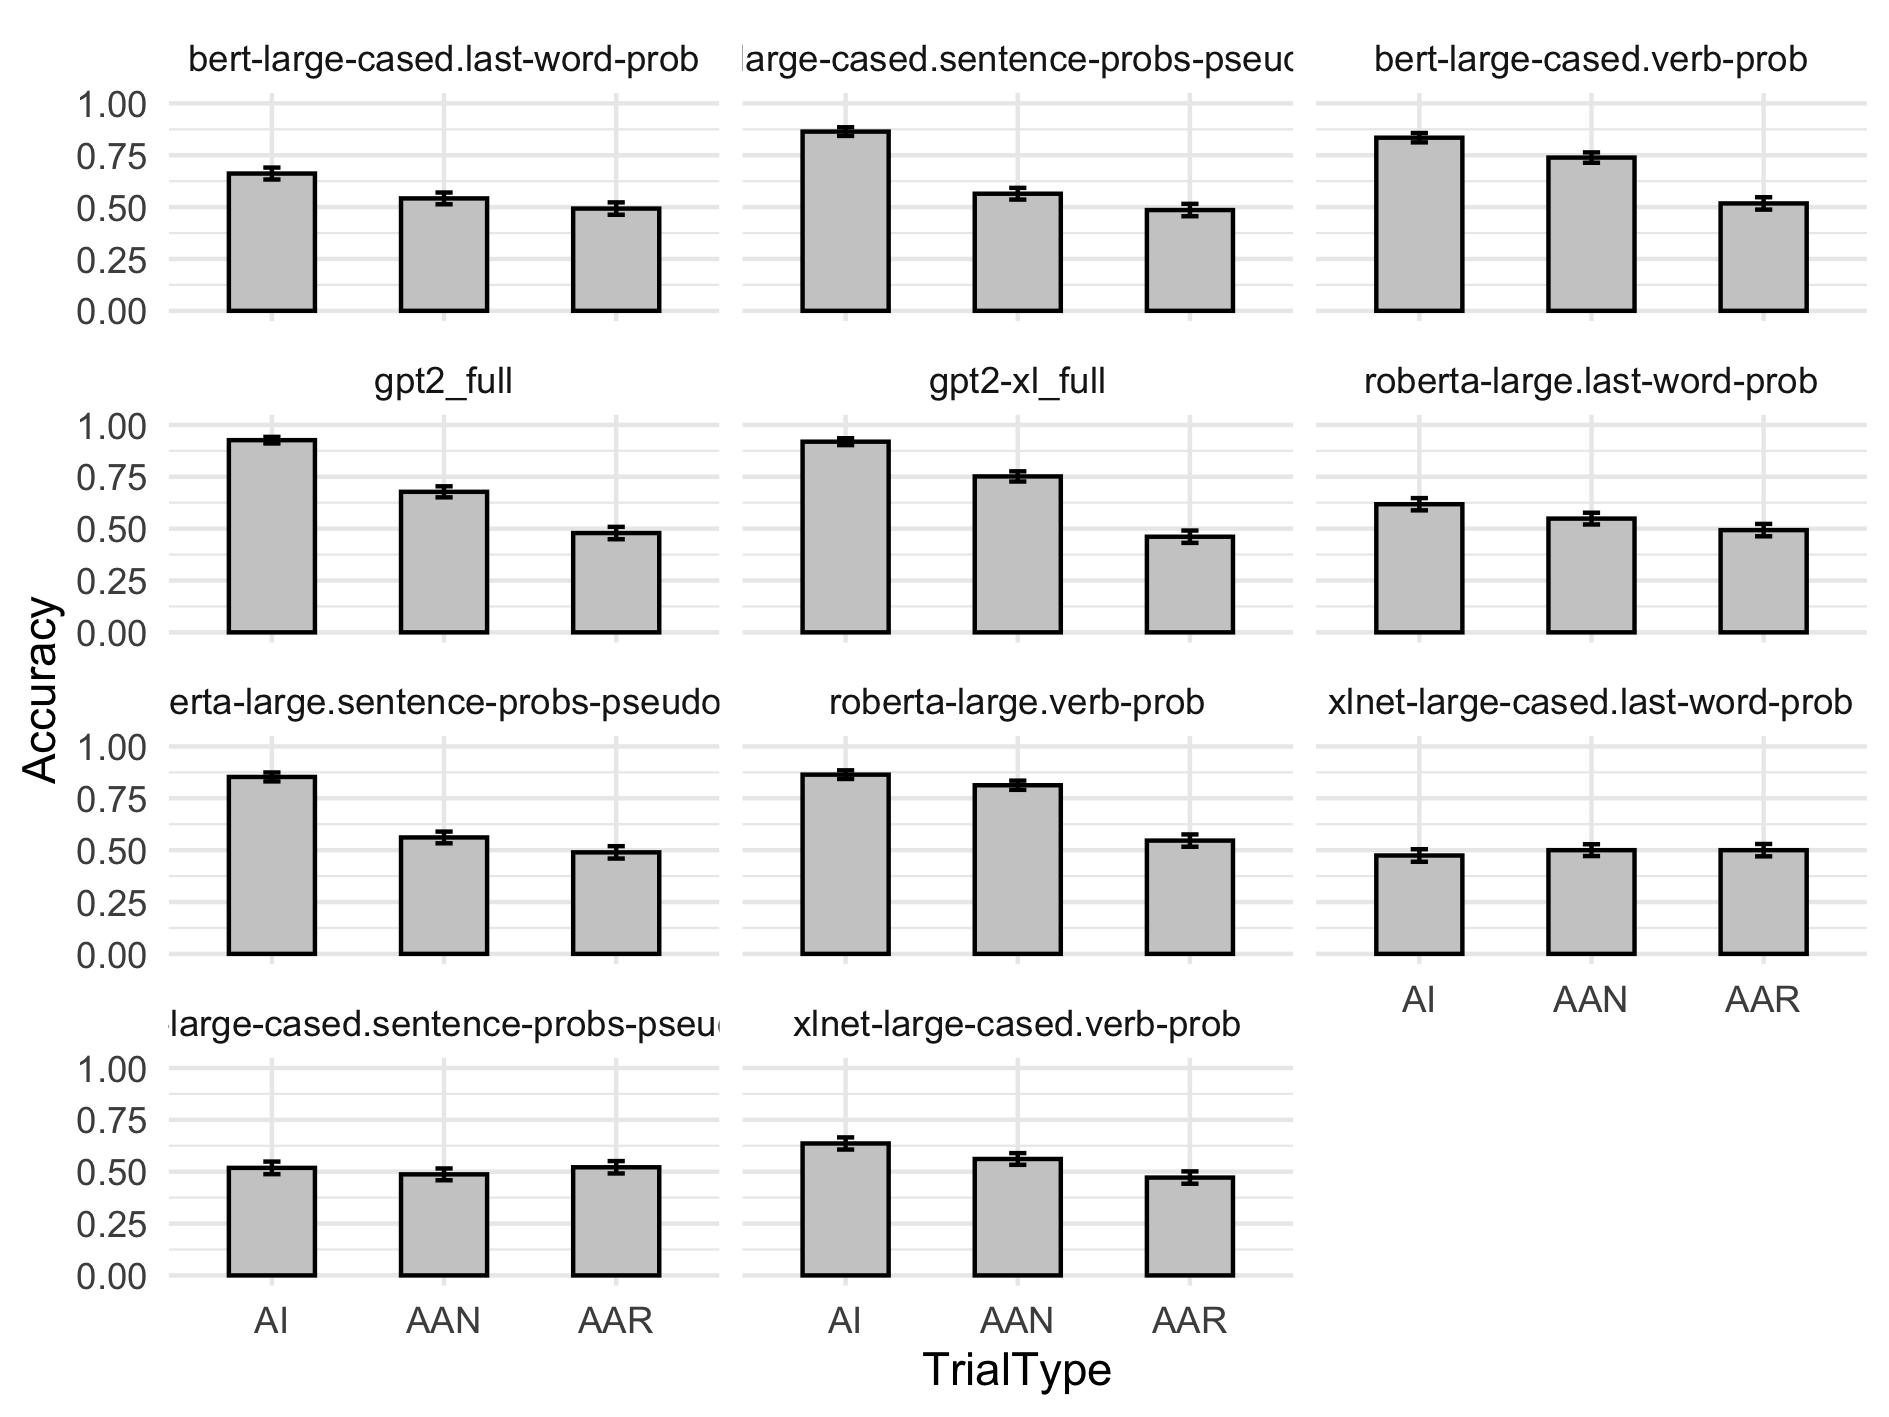 bert-large-cased.last-word-prob
large-cased.sentence-probs-pseud
bert-large-cased.verb-prob
1.00
0.75
0.50
0.25
0.00
gpt2_full
gpt2-xl_full
roberta-large.last-word-prob
1.00
0.75
0.50
0.25
0.00
erta-large.sentence-probs-pseudo
roberta-large.verb-prob
xlnet-large-cased.last-word-prob
1.00
0.75
0.50
0.25
0.00
AI AAN AAR
-large-cased.sentence-probs-pseu
xlnet-large-cased.verb-prob
1.00
0.75
0.50
0.25
0.00
AI AAN AAR
AI AAN AAR
TrialType
Accuracy